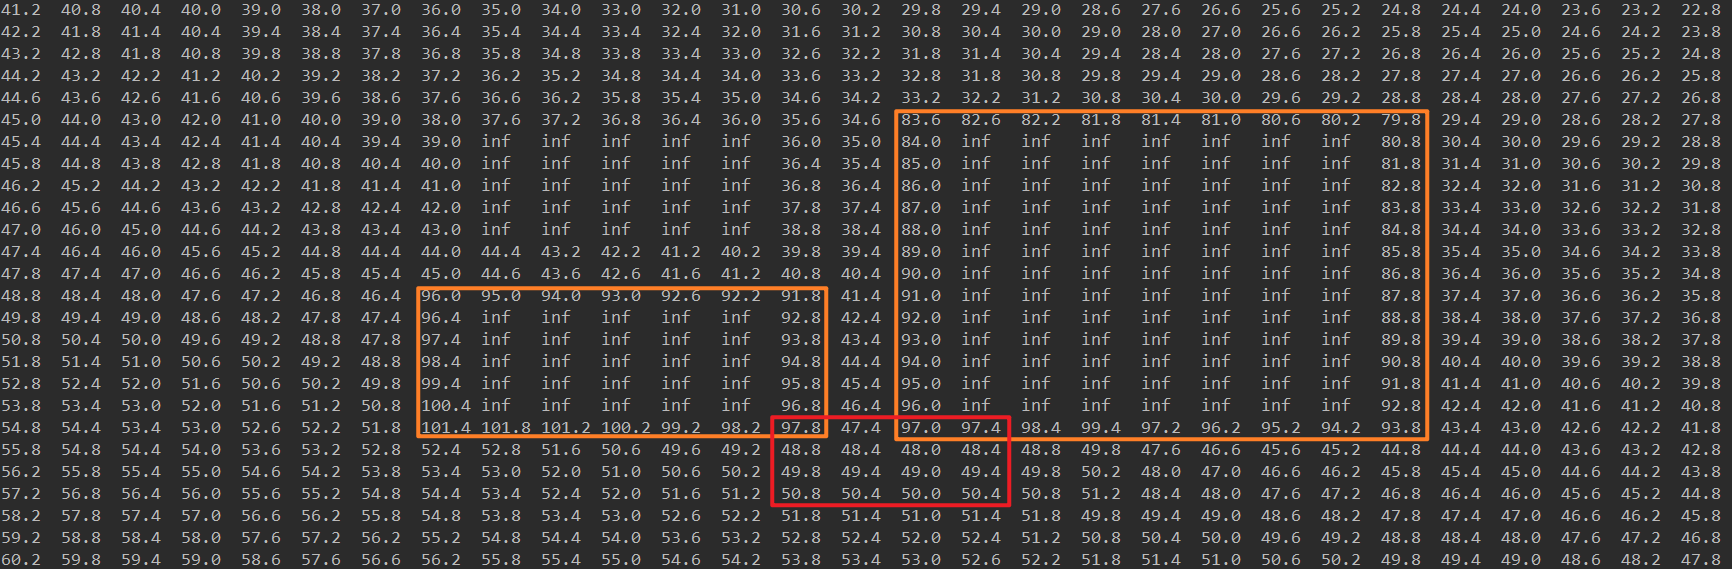 41.2 40.8 40.4 40.0 39.0 38.0 37.0 36.0 35.0 34.0 33.0 32.0 31.0 30.6 30.2 29.8 29.4 29.0 28.6 27.6 26.6 25.6 25.2 24.8 24.4 24.0 23.6 23.2 22.8
42.2 41.8 41.4 40.4 39.4 38.4 37.4 36.4 35.4 34.4 33.4 32.4 32.0 31.6 31.2 30.8 30.4 30.0 29.0 28.0 27.0 26.6 26.2 25.8 25.4 25.0 24.6 24.2 23.8
43.2 42.8 41.8 40.8 39.8 38.8 37.8 36.8 35.8 34.8 33.8 33.4 33.0 32.6 32.2 31.8 31.4 30.4 29.4 28.4 28.0 27.6 27.2 26.8 26.4 26.0 25.6 25.2 24.8
44.2 43.2 42.2 41.2 40.2 39.2 38.2 37.2 36.2 35.2 34.8 34.4 34.0 33.6 33.2 32.8 31.8 30.8 29.8 29.4 29.0 28.6 28.2 27.8 27.4 27.0 26.6 26.2 25.8
44.6 43.6 42.6 41.6 40.6 39.6 38.6 37.6 36.6 36.2 35.8 35.4 35.0 34.6 34.2 33.2 32.2 31.2 30.8 30.4 30.0 29.6 29.2 28.8 28.4 28.0 27.6 27.2 26.8
45.0 44.0 43.0 42.0 41.0 40.0 39.0 38.0 37.6 37.2 36.8 36.4 36.0 35.6 34.6 83.6 82.6 82.2 81.8 81.4 81.0 80.6 80.2 79.8 29.4 29.0 28.6 28.2 27.8
45.4 44.4 43.4 42.4 41.4 40.4 39.4 39.0 inf inf inf inf inf 36.0 35.0 84.0 inf inf inf inf inf inf inf 80.8 30.4 30.0 29.6 29.2 28.8
45.8 44.8 43.8 42.8 41.8 40.8 40.4 40.0 inf inf inf inf inf 36.4 35.4 85.0 inf inf inf inf inf inf inf 81.8 31.4 31.0 30.6 30.2 29.8
46.2 45.2 44.2 43.2 42.2 41.8 41.4 41.0 inf inf inf inf inf 36.8 36.4 86.0 inf inf inf inf inf inf inf 82.8 32.4 32.0 31.6 31.2 30.8
46.6 45.6 44.6 43.6 43.2 42.8 42.4 42.0 inf inf inf inf inf 37.8 37.4 87.0 inf inf inf inf inf inf inf 83.8 33.4 33.0 32.6 32.2 31.8
47.0 46.0 45.0 44.6 44.2 43.8 43.4 43.0 inf inf inf inf inf 38.8 38.4 88.0 inf inf inf inf inf inf inf 84.8 34.4 34.0 33.6 33.2 32.8
47.4 46.4 46.0 45.6 45.2 44.8 44.4 44.0 44.4 43.2 42.2 41.2 40.2 39.8 39.4 89.0 inf inf inf inf inf inf inf 85.8 35.4 35.0 34.6 34.2 33.8
47.8 47.4 47.0 46.6 46.2 45.8 45.4 45.0 44.6 43.6 42.6 41.6 41.2 40.8 40.4 90.0 inf inf inf inf inf inf inf 86.8 36.4 36.0 35.6 35.2 34.8
48.8 48.4 48.0 47.6 47.2 46.8 46.4 96.0 95.0 94.0 93.0 92.6 92.2 91.8 41.4 91.0 inf inf inf inf inf inf inf 87.8 37.4 37.0 36.6 36.2 35.8
49.8 49.4 49.0 48.6 48.2 47.8 47.4 96.4 inf inf inf inf inf 92.8 42.4 92.0 inf inf inf inf inf inf inf 88.8 38.4 38.0 37.6 37.2 36.8
50.8 50.4 50.0 49.6 49.2 48.8 47.8 97.4 inf inf inf inf inf 93.8 43.4 93.0 inf inf inf inf inf inf inf 89.8 39.4 39.0 38.6 38.2 37.8
51.8 51.4 51.0 50.6 50.2 49.2 48.8 98.4 inf inf inf inf inf 94.8 44.4 94.0 inf inf inf inf inf inf inf 90.8 40.4 40.0 39.6 39.2 38.8
52.8 52.4 52.0 51.6 50.6 50.2 49.8 99.4 inf inf inf inf inf 95.8 45.4 95.0 inf inf inf inf inf inf inf 91.8 41.4 41.0 40.6 40.2 39.8
53.8 53.4 53.0 52.0 51.6 51.2 50.8 100.4 inf inf inf inf inf 96.8 46.4 96.0 inf inf inf inf inf inf inf 92.8 42.4 42.0 41.6 41.2 40.8
54.8 54.4 53.4 53.0 52.6 52.2 51.8 101.4 101.8 101.2 100.2 99.2 98.2 97.8 47.4 97.0 97.4 98.4 99.4 97.2 96.2 95.2 94.2 93.8 43.4 43.0 42.6 42.2 41.8
55.8 54.8 54.4 54.0 53.6 53.2 52.8 52.4 52.8 51.6 50.6 49.6 49.2 48.8 48.4 48.0 48.4 48.8 49.8 47.6 46.6 45.6 45.2 44.8 44.4 44.0 43.6 43.2 42.8
56.2 55.8 55.4 55.0 54.6 54.2 53.8 53.4 53.0 52.0 51.0 50.6 50.2 49.8 49.4 49.0 49.4 49.8 50.2 48.0 47.0 46.6 46.2 45.8 45.4 45.0 44.6 44.2 43.8
57.2 56.8 56.4 56.0 55.6 55.2 54.8 54.4 53.4 52.4 52.0 51.6 51.2 50.8 50.4 50.0 50.4 50.8 51.2 48.4 48.0 47.6 47.2 46.8 46.4 46.0 45.6 45.2 44.8
58.2 57.8 57.4 57.0 56.6 56.2 55.8 54.8 53.8 53.4 53.0 52.6 52.2 51.8 51.4 51.0 51.4 51.8 49.8 49.4 49.0 48.6 48.2 47.8 47.4 47.0 46.6 46.2 45.8
59.2 58.8 58.4 58.0 57.6 57.2 56.2 55.2 54.8 54.4 54.0 53.6 53.2 52.8 52.4 52.0 52.4 51.2 50.8 50.4 50.0 49.6 49.2 48.8 48.4 48.0 47.6 47.2 46.8
60.2 59.8 59.4 59.0 58.6 57.6 56.6 56.2 55.8 55.4 55.0 54.6 54.2 53.8 53.4 53.0 52.6 52.2 51.8 51.4 51.0 50.6 50.2 49.8 49.4 49.0 48.6 48.2 47.8